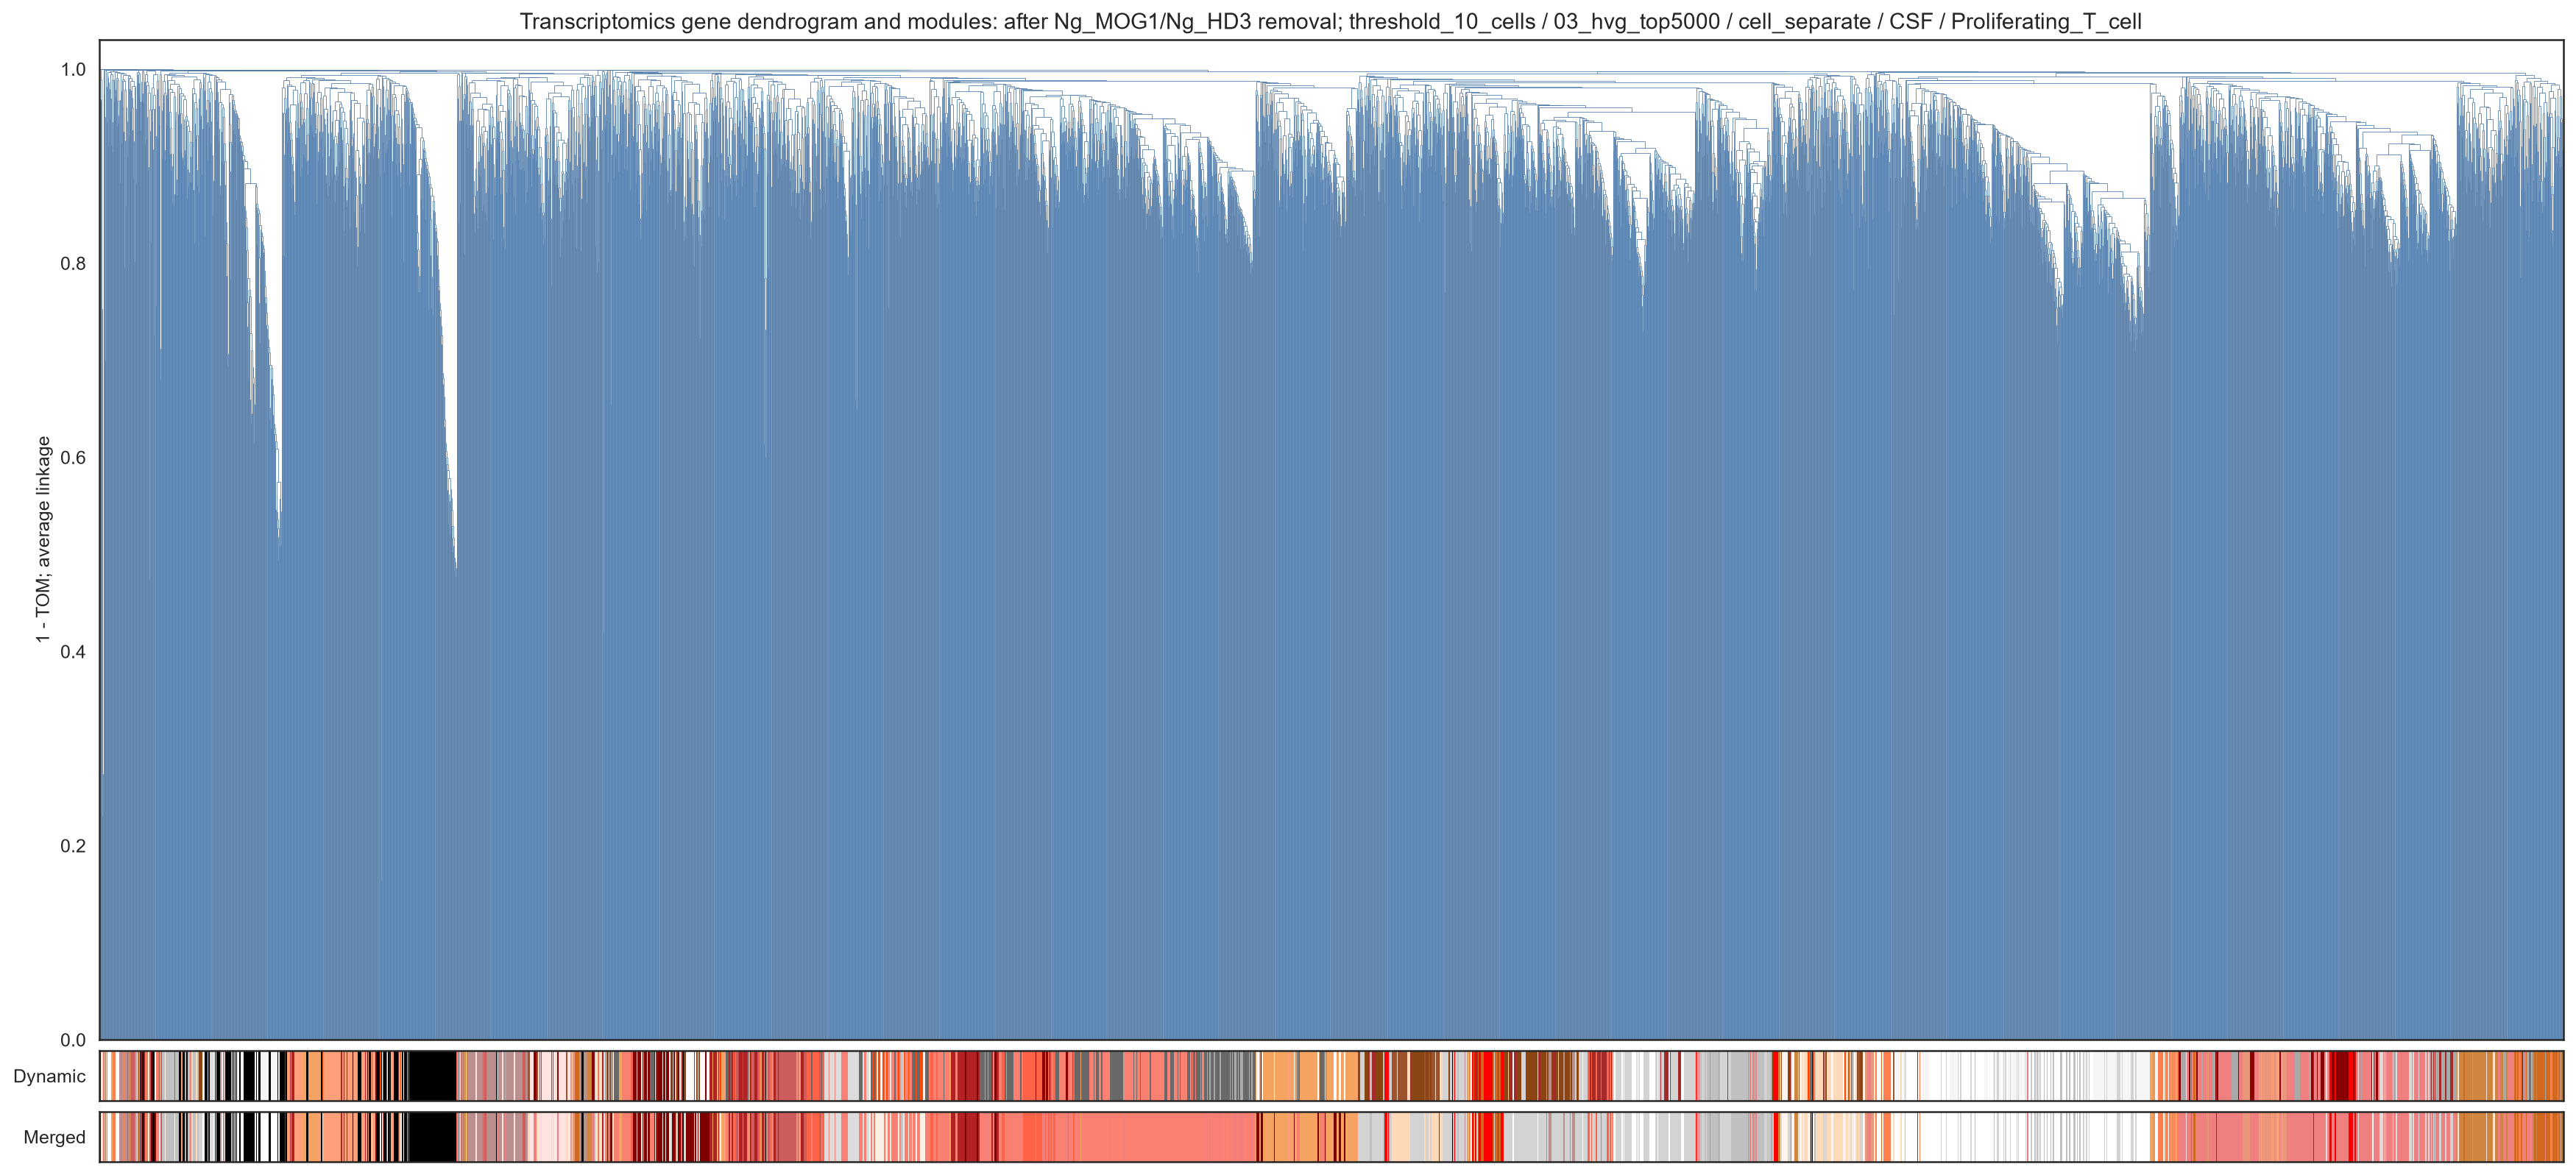 Transcriptomics gene dendrogram and modules: after Ng_MOG1/Ng_HD3 removal; threshold_10_cells / 03_hvg_top5000 / cell_separate / CSF / Proliferating_T_cell
1.0
0.8
0.6
0.4
0.2
0.0
1 - TOM; average linkage
Dynamic
Merged